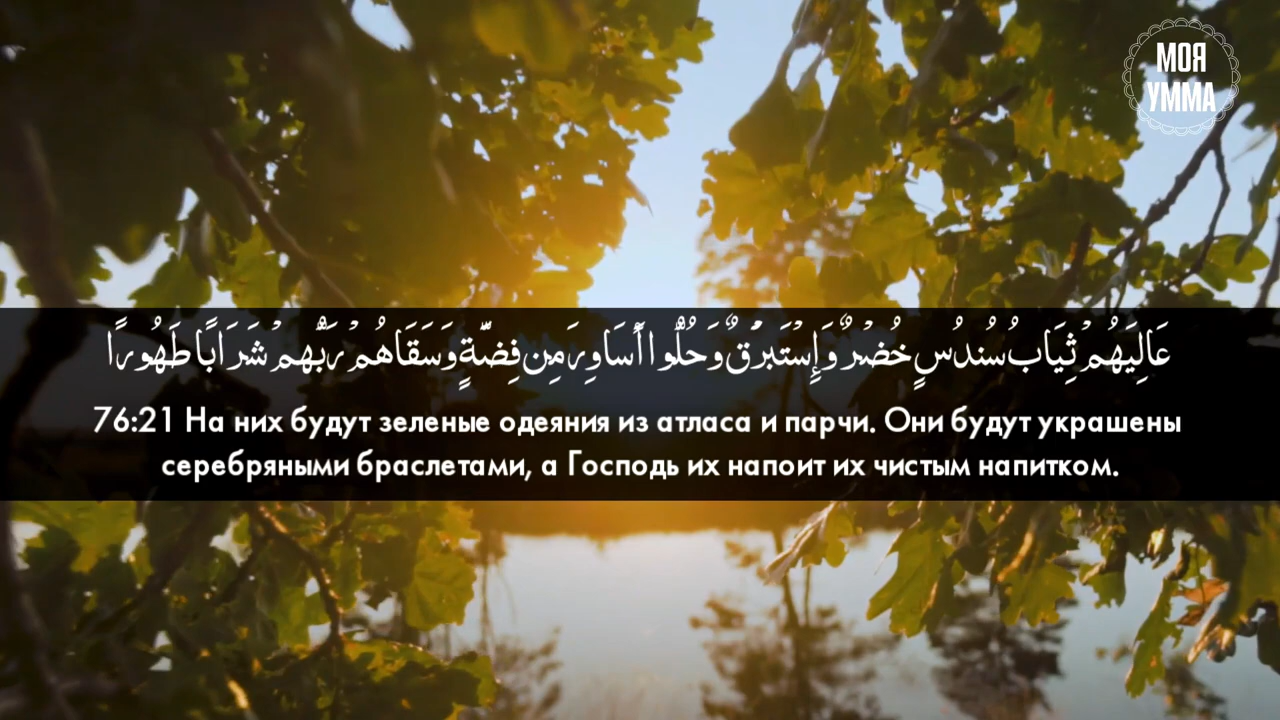 МОЯ
УММА
عَالِيَهُمْ ثِيَابُ سُندُسٍ خُضْرٌ وَإِسْتَبْرَقٌ وَحُلُّوا أَسَاوِرَ مِن فِضَّةٍ وَسَقَاهُمْ رَبُّهُمْ شَرَابًا طَهُورًا
76:21 На них будут зеленые одеяния из атласа и парчи. Они будут украшены
серебряными браслетами, а Господь их напоит их чистым напитком.